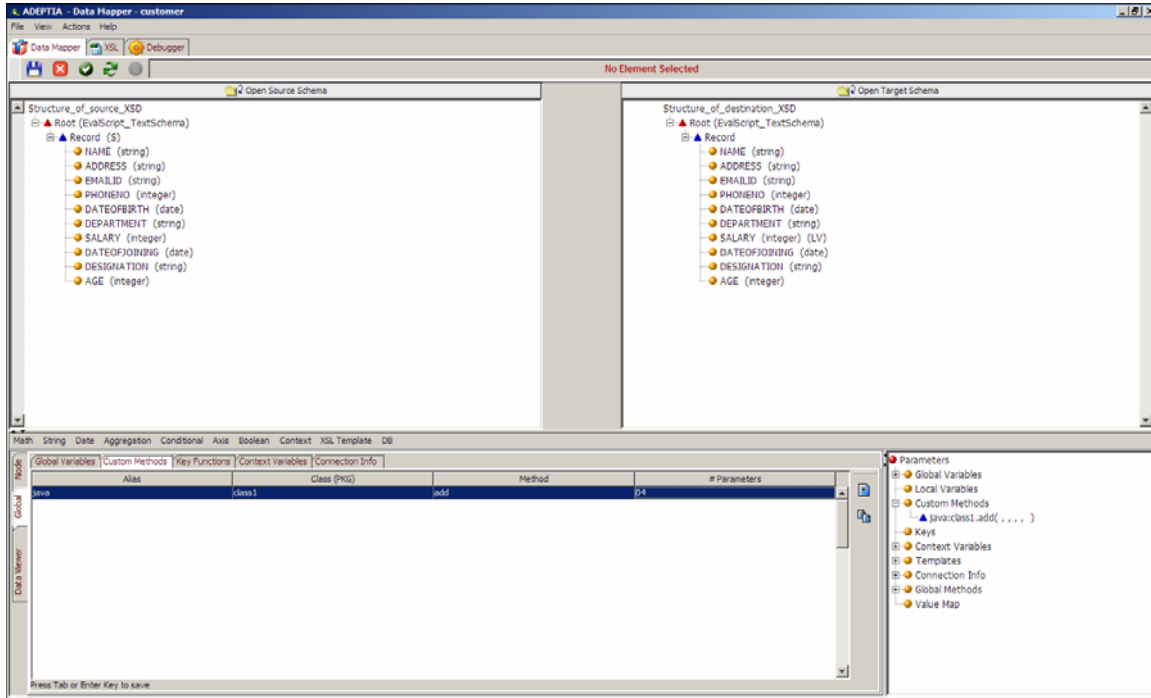 ADEPTIA - Data Mapper - customer
File View Actions Help
Data Mapper XSL Debugger
No Element Selected
Open Source Schema
Open Target Schema
Structure_of_source_XSD
Root (EvalScript_TextSchema)
Record (S)
NAME (string)
ADDRESS (string)
EMAILID (string)
PHONENO (integer)
DATEOFBIRTH (date)
DEPARTMENT (string)
SALARY (integer)
DATEOFJOINING (date)
DESIGNATION (string)
AGE (integer)
Structure_of_destination_XSD
Root (EvalScript_TextSchema)
Record
NAME (string)
ADDRESS (string)
EMAILID (string)
PHONENO (integer)
DATEOFBIRTH (date)
DEPARTMENT (string)
SALARY (integer) (LV)
DATEOFJOINING (date)
DESIGNATION (string)
AGE (integer)
Math String Date Aggregation Conditional Axis Boolean Context XSL Template DB
Node
Global
Data Viewer
Global Variables Custom Methods Key Functions Context Variables Connection Info
Alias Class (PKG) Method # Parameters
java class1 add 04
Press Tab or Enter Key to save
Parameters
Global Variables
Local Variables
Custom Methods
java:class1.add( , , , , )
Keys
Context Variables
Templates
Connection Info
Global Methods
Value Map